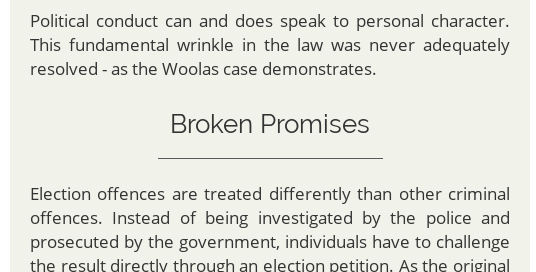 Political conduct can and does speak to personal character.
This fundamental wrinkle in the law was never adequately
resolved - as the Woolas case demonstrates.
Broken Promises
Election offences are treated differently than other criminal
offences. Instead of being investigated by the police and
prosecuted by the government, individuals have to challenge
the result directly through an election petition. As the original